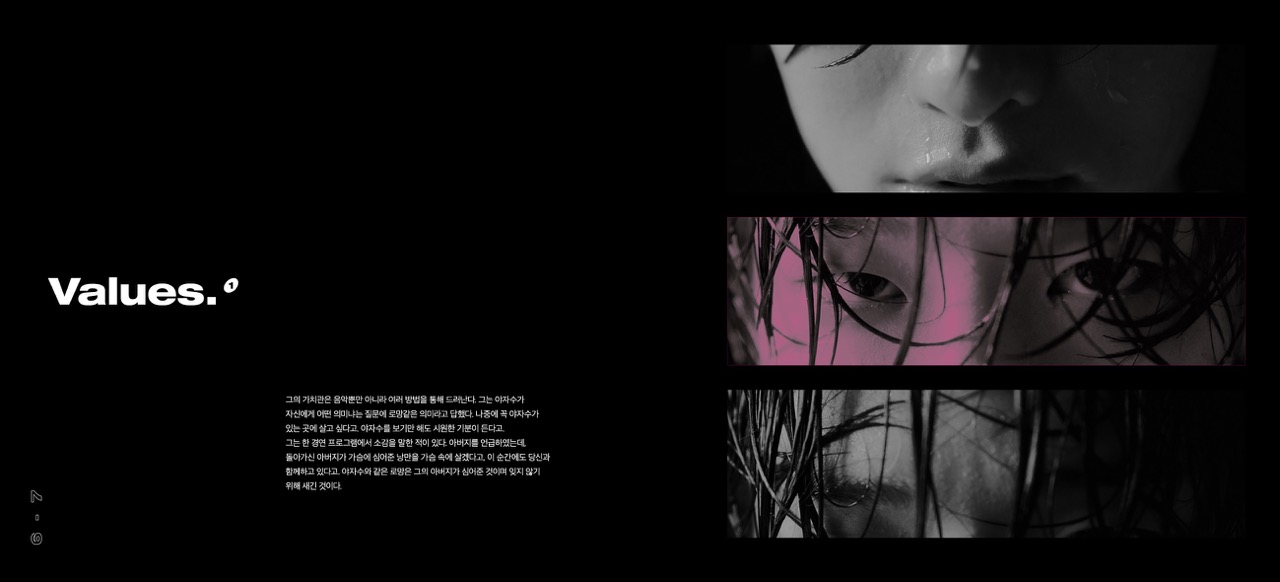 Values.
1
그의 가치관은 음악뿐만 아니라 여러 방법을 통해 드러난다. 그는 야자수가
자신에게 어떤 의미냐는 질문에 로망같은 의미라고 답했다. 나중에 꼭 야자수가
있는 곳에 살고 싶다고. 야자수를 보기만 해도 시원한 기분이 든다고.
그는 한 경연 프로그램에서 소감을 말한 적이 있다. 아버지를 언급하였는데,
돌아가신 아버지가 가슴에 심어준 낭만을 가슴 속에 살겠다고, 이 순간에도 당신과
함께하고 있다고. 야자수와 같은 로망은 그의 아버지가 심어준 것이며 잊지 않기
위해 새긴 것이다.
6 - 7